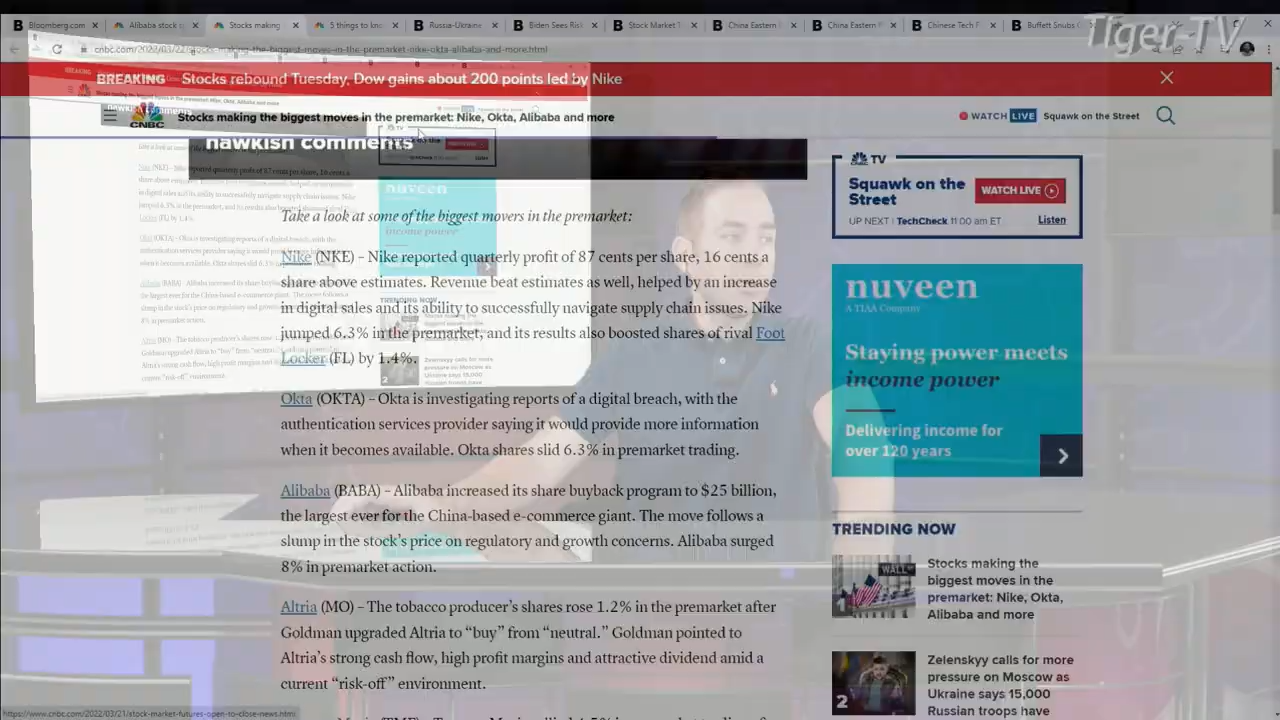 Bloomberg.com
Alibaba stock
Stocks making
5 things to kno
Russia-Ukraine
Biden Sees Risk
Stock Market T
China Eastern
China Eastern
Chinese Tech F
Buffett Snubs
Tiger-TV
cnbc.com/2022/03/22/stocks-making-the-biggest-moves-in-the-premarket-nike-okta-alibaba-and-more.html
BREAKING Stocks rebound Tuesday, Dow gains about 200 points led by Nike
CNBC
Stocks making the biggest moves in the premarket: Nike, Okta, Alibaba and more
WATCH LIVE Squawk on the Street
hawkish comments
Take a look at some of the biggest movers in the premarket:
Nike (NKE) – Nike reported quarterly profit of 87 cents per share, 16 cents a
share above estimates. Revenue beat estimates as well, helped by an increase
in digital sales and its ability to successfully navigate supply chain issues. Nike
jumped 6.3% in the premarket, and its results also boosted shares of rival Foot
Locker (FL) by 1.4%.
Okta (OKTA) – Okta is investigating reports of a digital breach, with the
authentication services provider saying it would provide more information
when it becomes available. Okta shares slid 6.3% in premarket trading.
Alibaba (BABA) – Alibaba increased its share buyback program to $25 billion,
the largest ever for the China-based e-commerce giant. The move follows a
slump in the stock's price on regulatory and growth concerns. Alibaba surged
8% in premarket action.
Altria (MO) – The tobacco producer's shares rose 1.2% in the premarket after
Goldman upgraded Altria to “buy” from “neutral.” Goldman pointed to
Altria's strong cash flow, high profit margins and attractive dividend amid a
current “risk-off” environment.
TV
Squawk on the
Street
WATCH LIVE
UP NEXT | TechCheck 11:00 am ET
Listen
nuveen
A TIAA Company
Staying power meets
income power
Delivering income for
over 120 years
TRENDING NOW
1
Stocks making the
biggest moves in the
premarket: Nike, Okta,
Alibaba and more
2
Zelenskyy calls for more
pressure on Moscow as
Ukraine says 15,000
Russian troops have
https://www.cnbc.com/2022/03/21/stock-market-futures-open-to-close-news.html